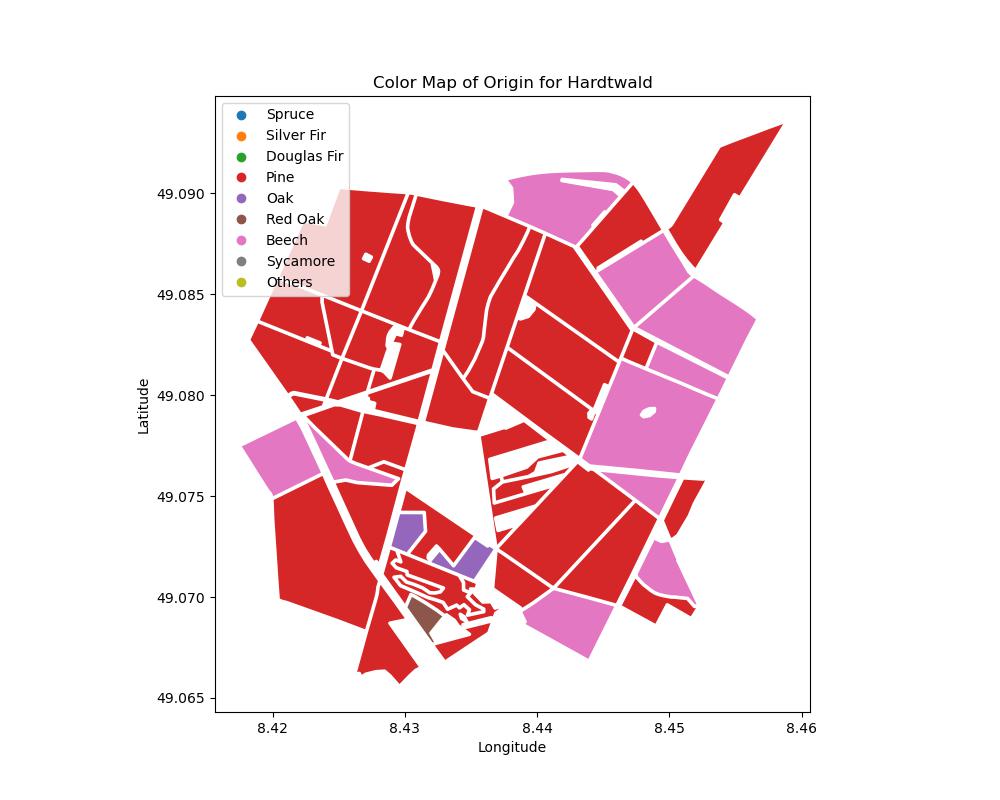 Color Map of Origin for Hardtwald
Spruce
Silver Fir
Douglas Fir
Pine
Oak
Red Oak
Beech
Sycamore
Others
49.090
49.085
49.080
49.075
49.070
49.065
Latitude
8.42 8.43 8.44 8.45 8.46
Longitude